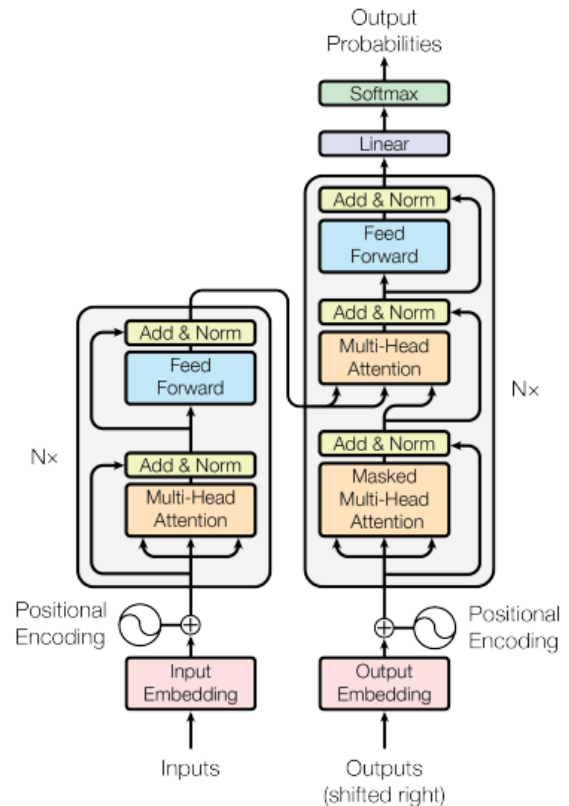 Output
Probabilities
Softmax
Linear
Add & Norm
Feed
Forward
Add & Norm
Multi-Head
Attention
Add & Norm
Masked
Multi-Head
Attention
N×
Add & Norm
Feed
Forward
Add & Norm
Multi-Head
Attention
N×
Positional
Encoding
Positional
Encoding
Input
Embedding
Output
Embedding
Inputs
Outputs
(shifted right)